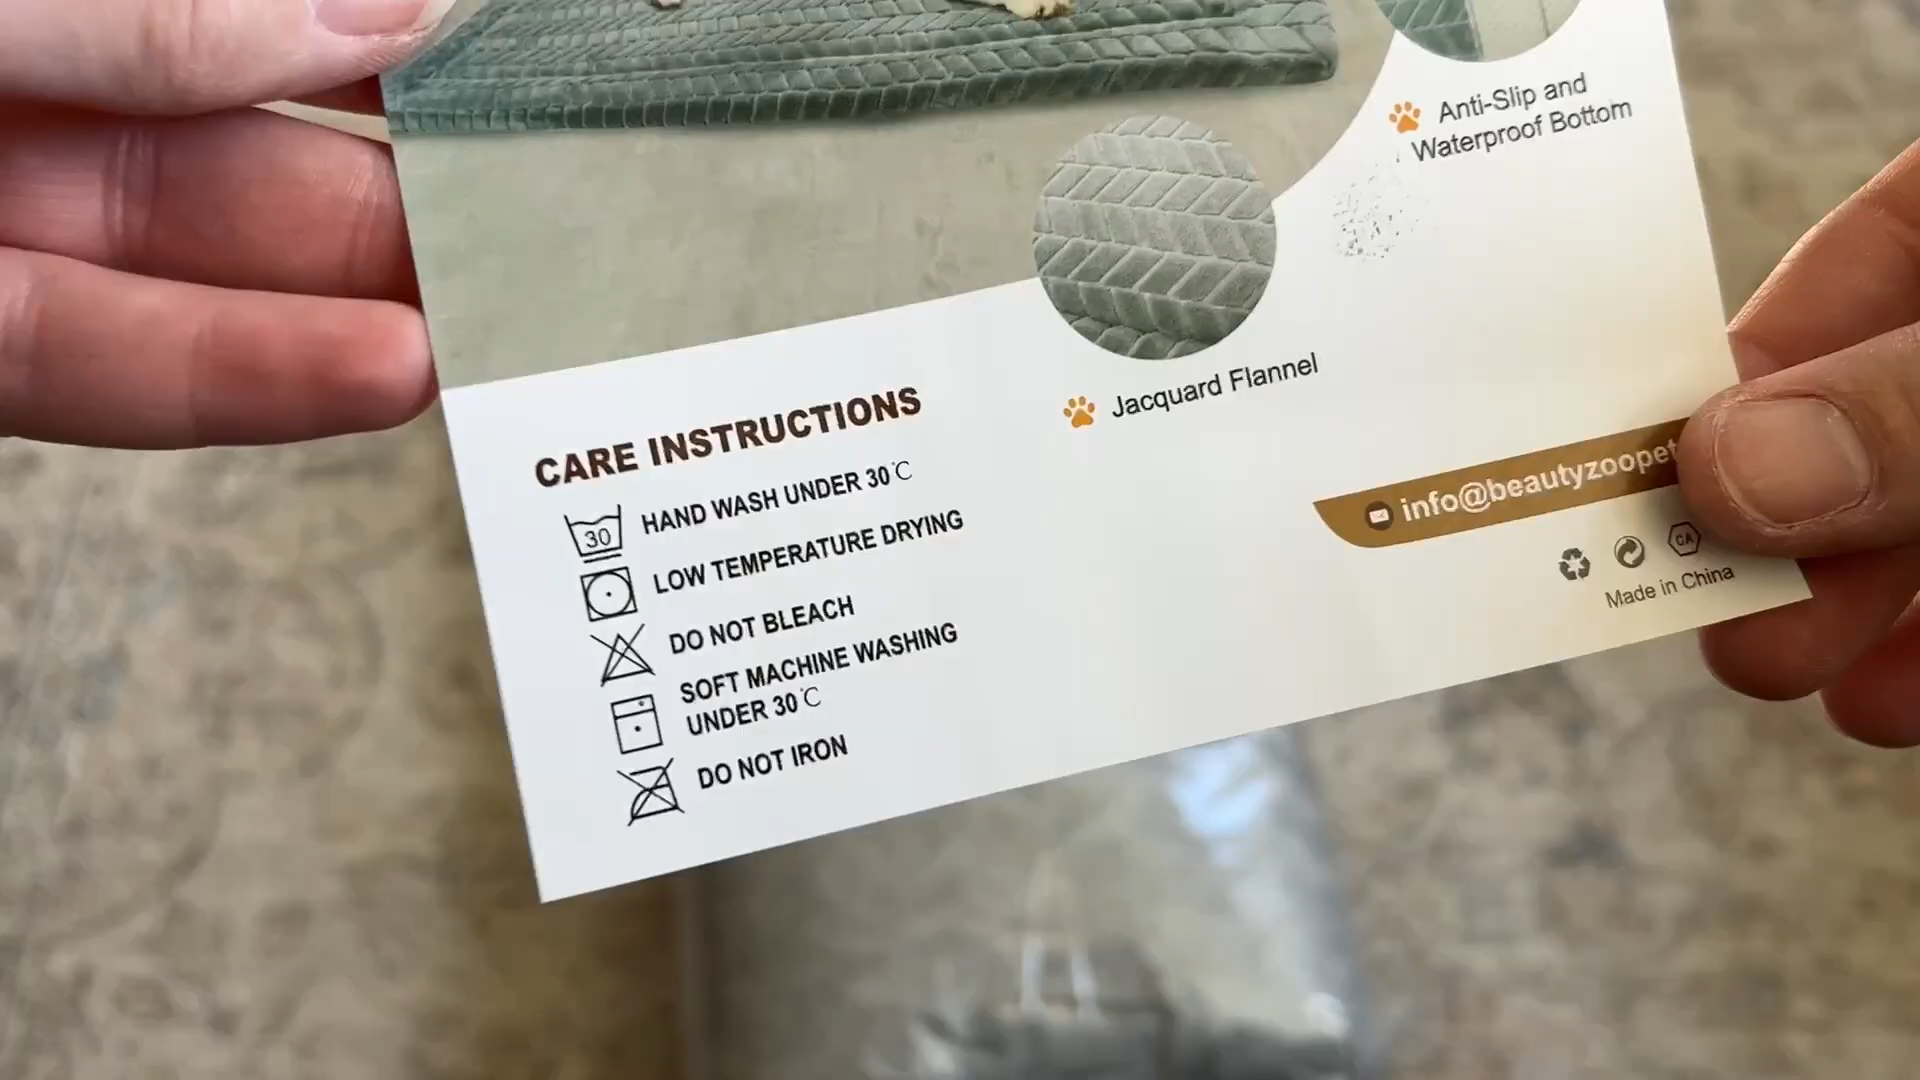 Anti-Slip and
Waterproof Bottom
Jacquard Flannel
CARE INSTRUCTIONS
30 HAND WASH UNDER 30℃
LOW TEMPERATURE DRYING
DO NOT BLEACH
SOFT MACHINE WASHING
UNDER 30℃
DO NOT IRON
info@beautyzoopet
CA
Made in China